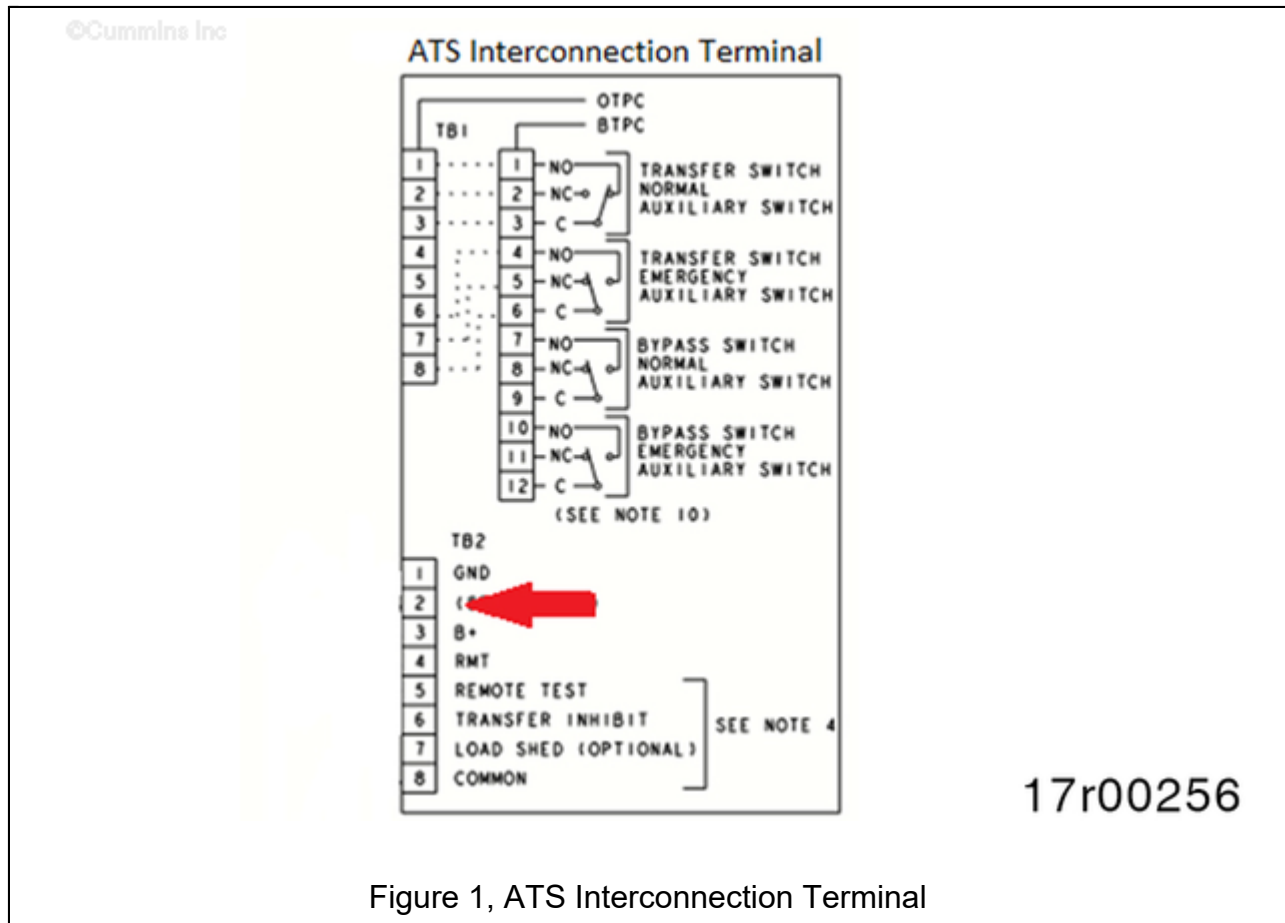 ©Cummins Inc
ATS Interconnection Terminal
OTPC
BTPC
TB1
1 1 NO TRANSFER SWITCH
2 2 NC NORMAL
3 3 C AUXILIARY SWITCH
4 4 NO TRANSFER SWITCH
5 5 NC EMERGENCY
6 6 C AUXILIARY SWITCH
7 7 NO BYPASS SWITCH
8 8 NC NORMAL
9 C AUXILIARY SWITCH
10 NO BYPASS SWITCH
11 NC EMERGENCY
12 C AUXILIARY SWITCH
(SEE NOTE 10)
TB2
1 GND
2
3 B+
4 RMT
5 REMOTE TEST
6 TRANSFER INHIBIT
7 LOAD SHED (OPTIONAL)
8 COMMON
SEE NOTE 4
17r00256
Figure 1, ATS Interconnection Terminal